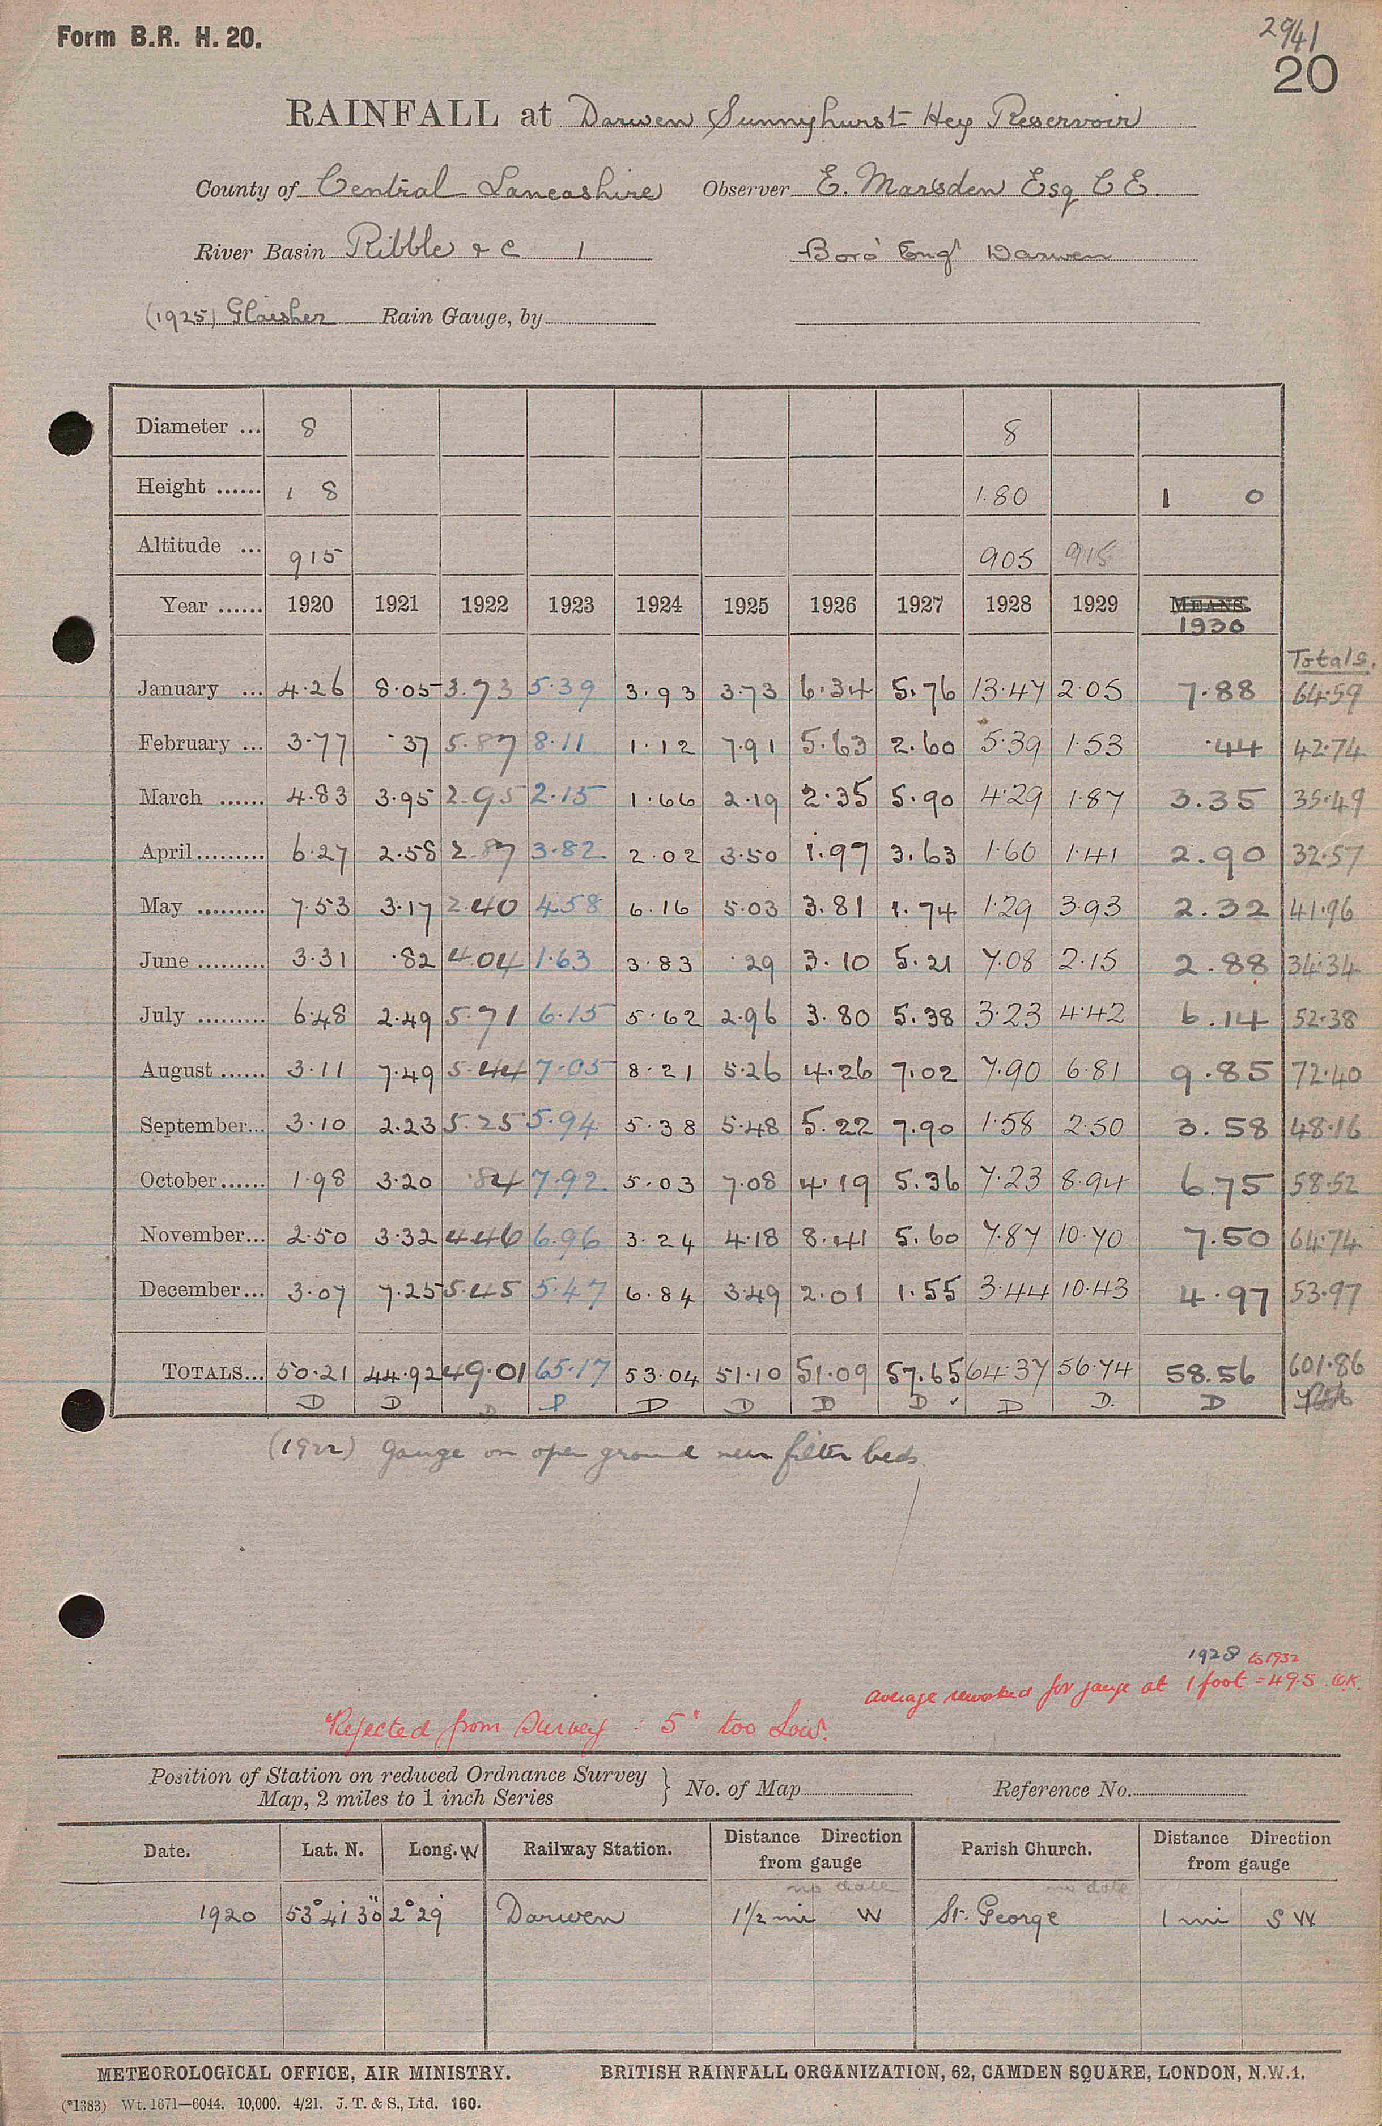 Form B.R. H. 20.
2941
20
RAINFALL at Darwen Sunnyhurst Hey Reservoir
County of Central Lancashire Observer E. Marsden Esq C E.
River Basin Ribble & C 1 Boro' Engr Darwen
(1925) Glaisher Rain Gauge, by
Diameter ... 8 8
Height ...... 1 8 1.80 1 0
Altitude ... 915 905 915
Year ...... 1920 1921 1922 1923 1924 1925 1926 1927 1928 1929 MEANS.
1930
Totals.
January ... 4.26 8.05 3.73 5.39 3.93 3.73 6.34 5.76 13.47 2.05 7.88 64.59
February ... 3.77 .37 5.87 8.11 1.12 7.91 5.63 2.60 5.39 1.53 .44 42.74
March ...... 4.83 3.95 2.95 2.15 1.66 2.19 2.35 5.90 4.29 1.87 3.35 35.49
April ......... 6.27 2.58 2.87 3.82 2.02 3.50 1.97 3.63 1.60 1.41 2.90 32.57
May ......... 7.53 3.17 2.40 4.58 6.16 5.03 3.81 1.74 1.29 3.93 2.32 41.96
June ......... 3.31 .82 4.04 1.63 3.83 .29 3.10 5.21 7.08 2.15 2.88 34.34
July ......... 6.48 2.49 5.71 6.15 5.62 2.96 3.80 5.38 3.23 4.42 6.14 52.38
August ...... 3.11 7.49 5.44 7.05 8.21 5.26 4.26 7.02 7.90 6.81 9.85 72.40
September... 3.10 2.23 5.25 5.94 5.38 5.48 5.22 7.90 1.58 2.50 3.58 48.16
October...... 1.98 3.20 .84 7.92 5.03 7.08 4.19 5.36 7.23 8.94 6.75 58.52
November... 2.50 3.32 4.46 6.96 3.24 4.18 8.41 5.60 7.87 10.70 7.50 64.74
December... 3.07 7.25 5.45 5.47 6.84 3.49 2.01 1.55 3.44 10.43 4.97 53.97
TOTALS... 50.21 44.92 49.01 65.17 53.04 51.10 51.09 57.65 64.37 56.74 58.56 601.86
D D D P D D D D D D. D
(1922) Gauge on open ground near filter beds.
1928 to 1932
average reworked for gauge at 1 foot = 49.5
"Rejected from Survey = 5" too Low.
Position of Station on reduced Ordnance Survey Map, 2 miles to 1 inch Series } No. of Map Reference No.
Date. Lat. N. Long. W Railway Station. Distance Direction from gauge Parish Church. Distance Direction from gauge
no date no date
1920 53° 41' 30" 2° 29' Darwen 1½ mi W St. George 1 mi S W
METEOROLOGICAL OFFICE, AIR MINISTRY. BRITISH RAINFALL ORGANIZATION, 62, CAMDEN SQUARE, LONDON, N.W.1.
(*1383) Wt. 1671—6044. 10,000. 4/21. J. T. & S., Ltd. 160.